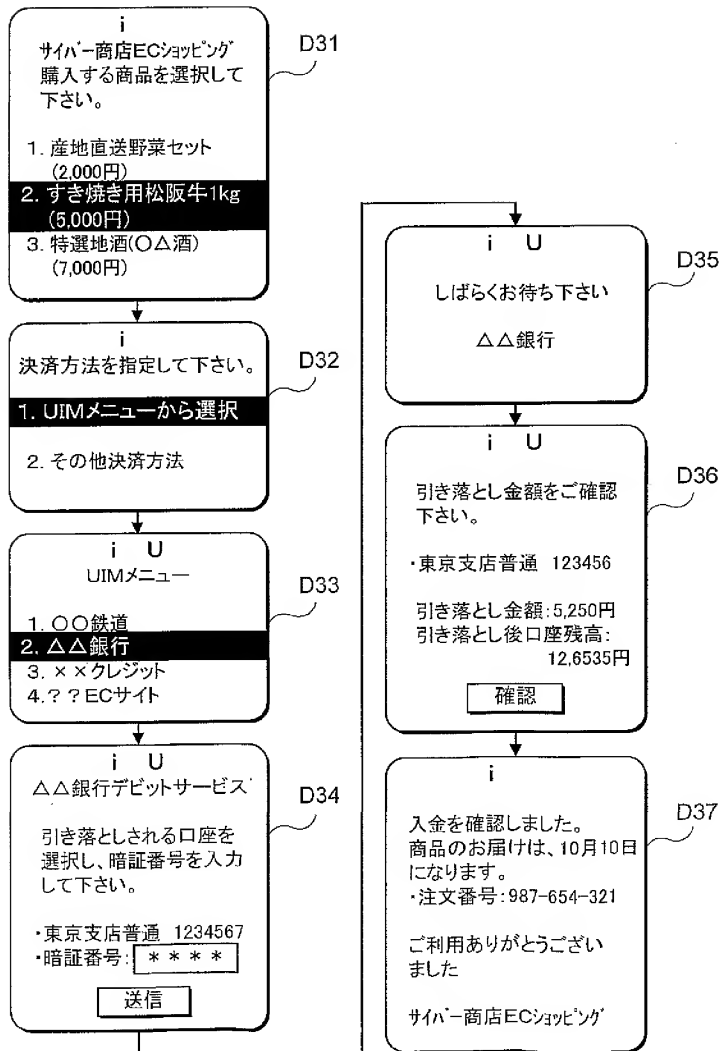 i
サイバー商店ECショッピング
購入する商品を選択して
下さい。
1. 産地直送野菜セット
(2,000円)
2. すき焼き用松阪牛1kg
(5,000円)
3. 特選地酒(〇△酒)
(7,000円)
D31
i
決済方法を指定して下さい。
1. UIMメニューから選択
2. その他決済方法
D32
i U
UIMメニュー
1. 〇〇鉄道
2. △△銀行
3. ××クレジット
4.??ECサイト
D33
i U
△△銀行デビットサービス
引き落としされる口座を
選択し、暗証番号を入力
して下さい。
・東京支店普通 1234567
・暗証番号: ****
送信
D34
i U
しばらくお待ち下さい
△△銀行
D35
i U
引き落とし金額をご確認
下さい。
・東京支店普通 123456
引き落とし金額:5,250円
引き落とし後口座残高:
12,6535円
確認
D36
i
入金を確認しました。
商品のお届けは、10月10日
になります。
・注文番号:987-654-321
ご利用ありがとうござい
ました
サイバー商店ECショッピング
D37